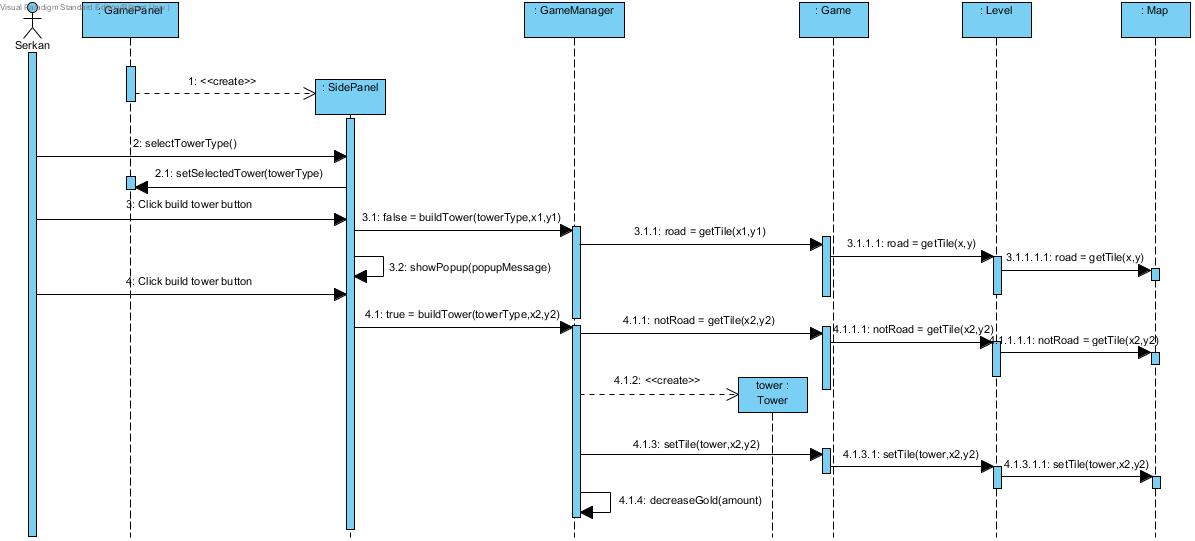 Visual Paradigm Standard
: GamePanel
: GameManager
: Game
: Level
: Map
Serkan
1: <<create>>
: SidePanel
2: selectTowerType()
2.1: setSelectedTower(towerType)
3: Click build tower button
3.1: false = buildTower(towerType,x1,y1)
3.1.1: road = getTile(x1,y1)
3.1.1.1: road = getTile(x,y)
3.1.1.1.1: road = getTile(x,y)
3.2: showPopup(popupMessage)
4: Click build tower button
4.1: true = buildTower(towerType,x2,y2)
4.1.1: notRoad = getTile(x2,y2)
4.1.1.1: notRoad = getTile(x2,y2)
4.1.1.1.1: notRoad = getTile(x2,y2)
4.1.2: <<create>>
tower :
Tower
4.1.3: setTile(tower,x2,y2)
4.1.3.1: setTile(tower,x2,y2)
4.1.3.1.1: setTile(tower,x2,y2)
4.1.4: decreaseGold(amount)